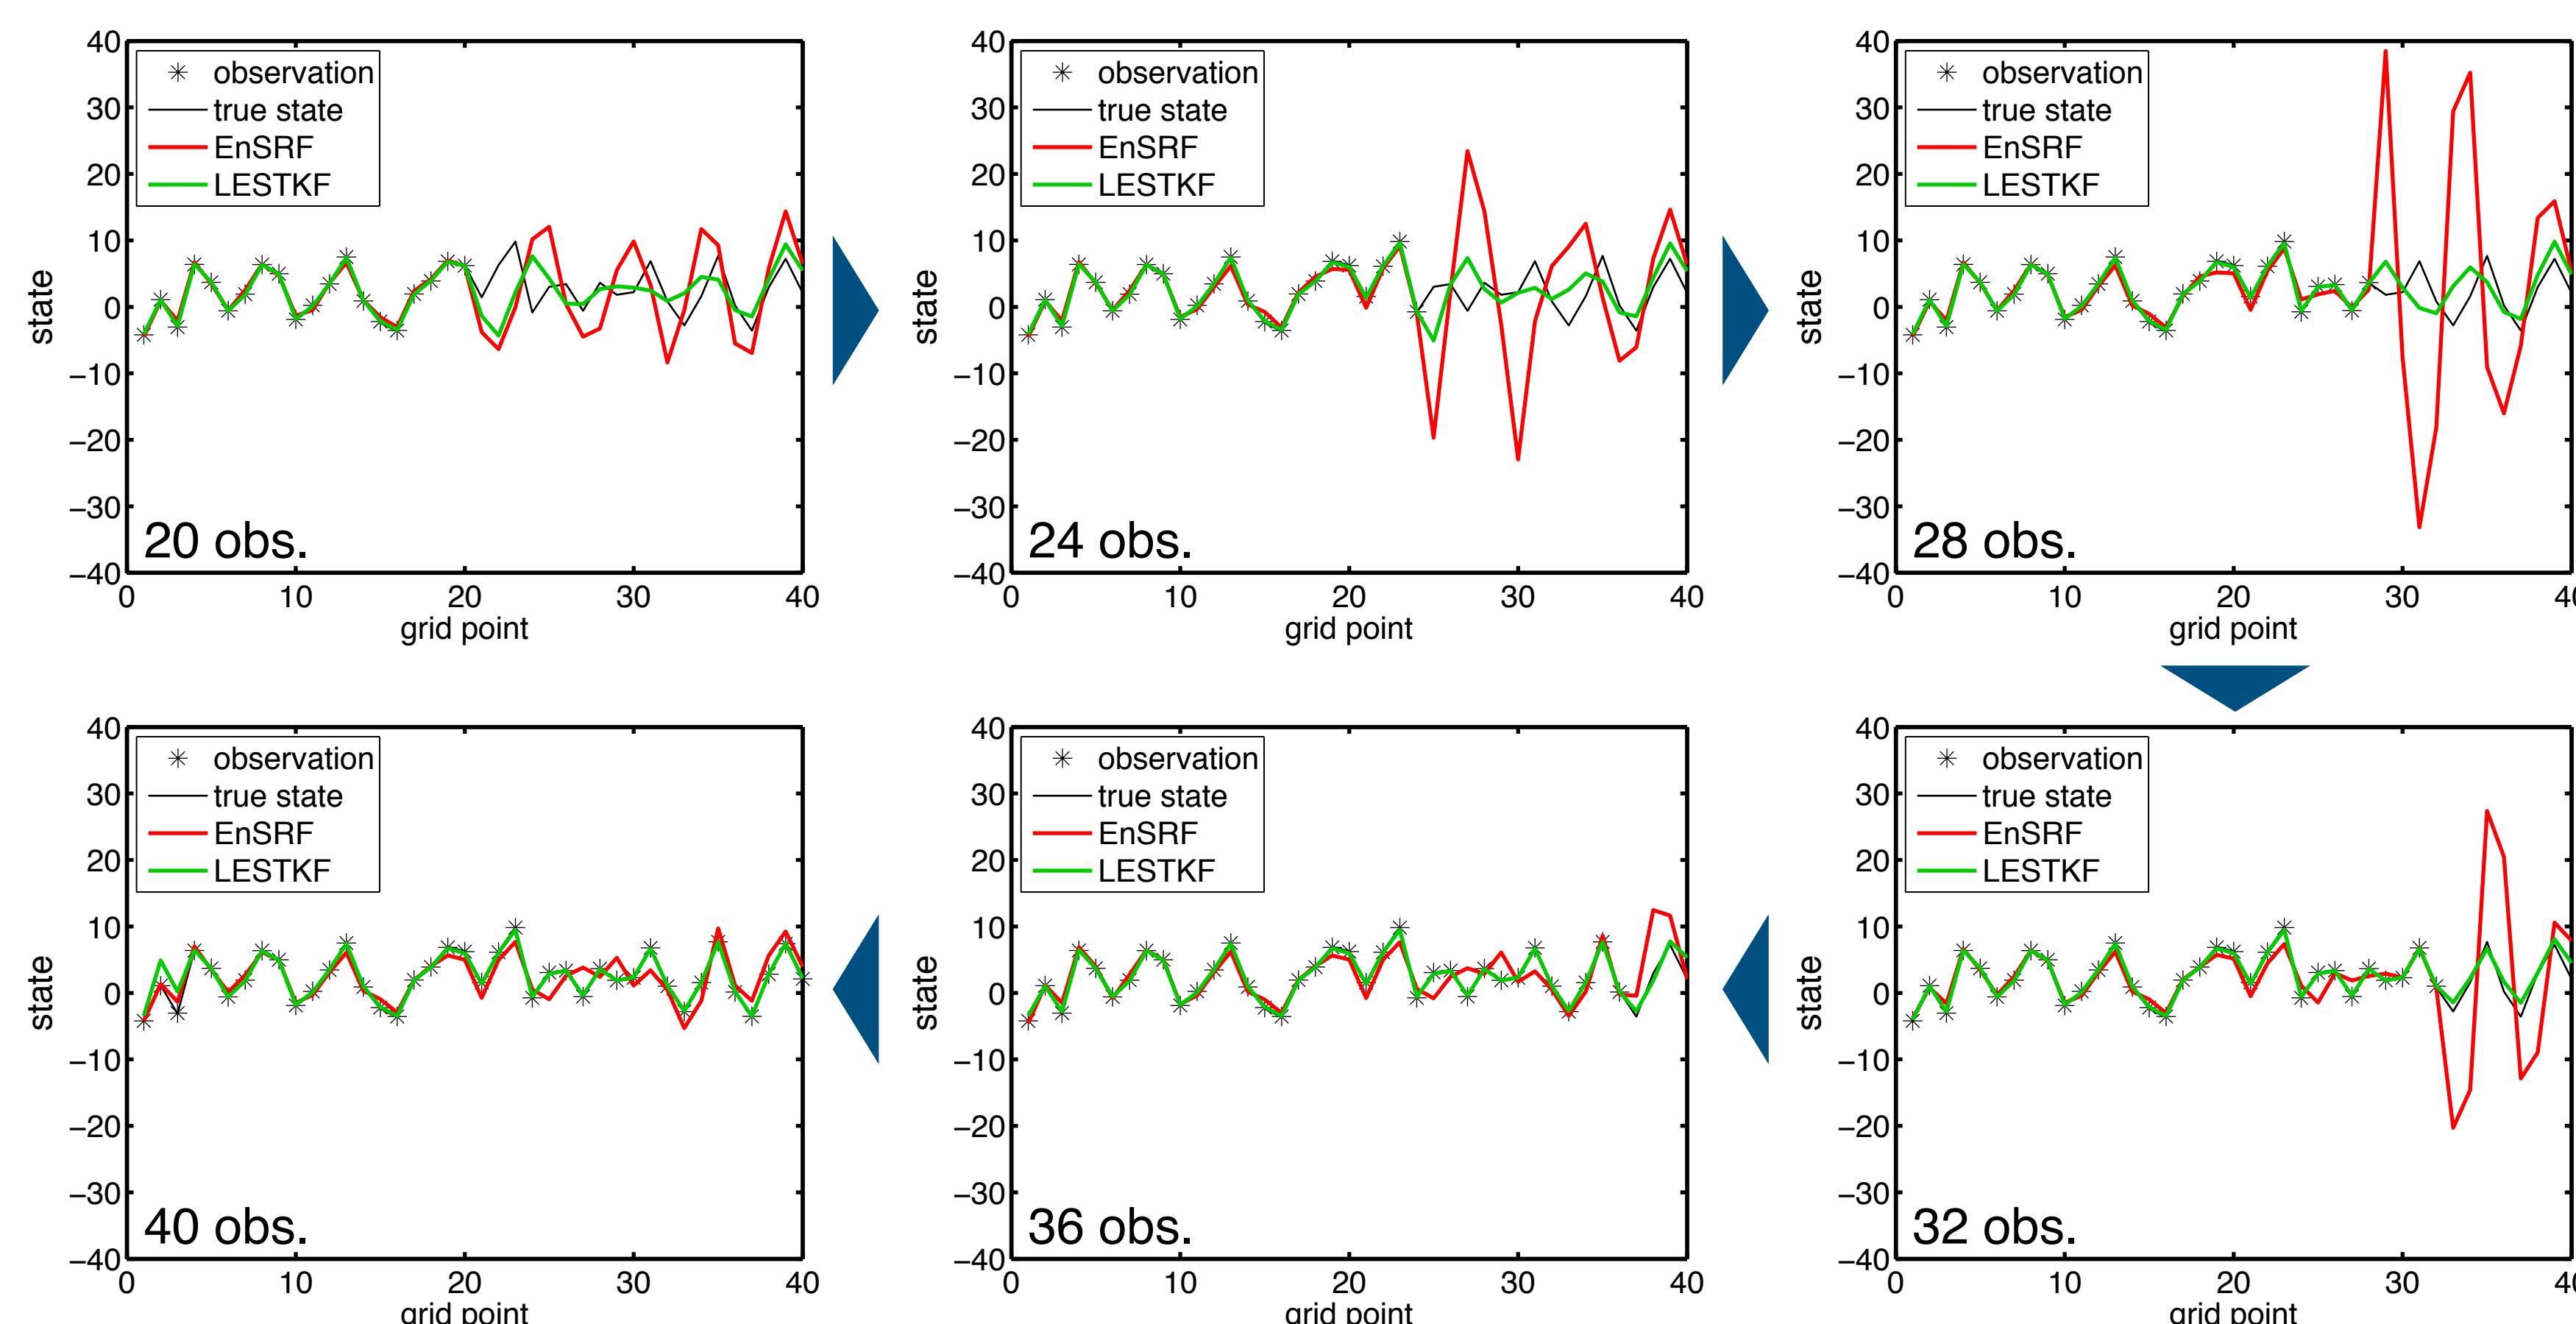 40
30
20
10
0
−10
−20
−30
−40
state
observation
true state
EnSRF
LESTKF
20 obs.
0 10 20 30 40
grid point
40
30
20
10
0
−10
−20
−30
−40
state
observation
true state
EnSRF
LESTKF
24 obs.
0 10 20 30 40
grid point
40
30
20
10
0
−10
−20
−30
−40
state
observation
true state
EnSRF
LESTKF
28 obs.
0 10 20 30 40
grid point
40
30
20
10
0
−10
−20
−30
−40
state
observation
true state
EnSRF
LESTKF
40 obs.
0 10 20 30 40
grid point
40
30
20
10
0
−10
−20
−30
−40
state
observation
true state
EnSRF
LESTKF
36 obs.
0 10 20 30 40
grid point
40
30
20
10
0
−10
−20
−30
−40
state
observation
true state
EnSRF
LESTKF
32 obs.
0 10 20 30 40
grid point